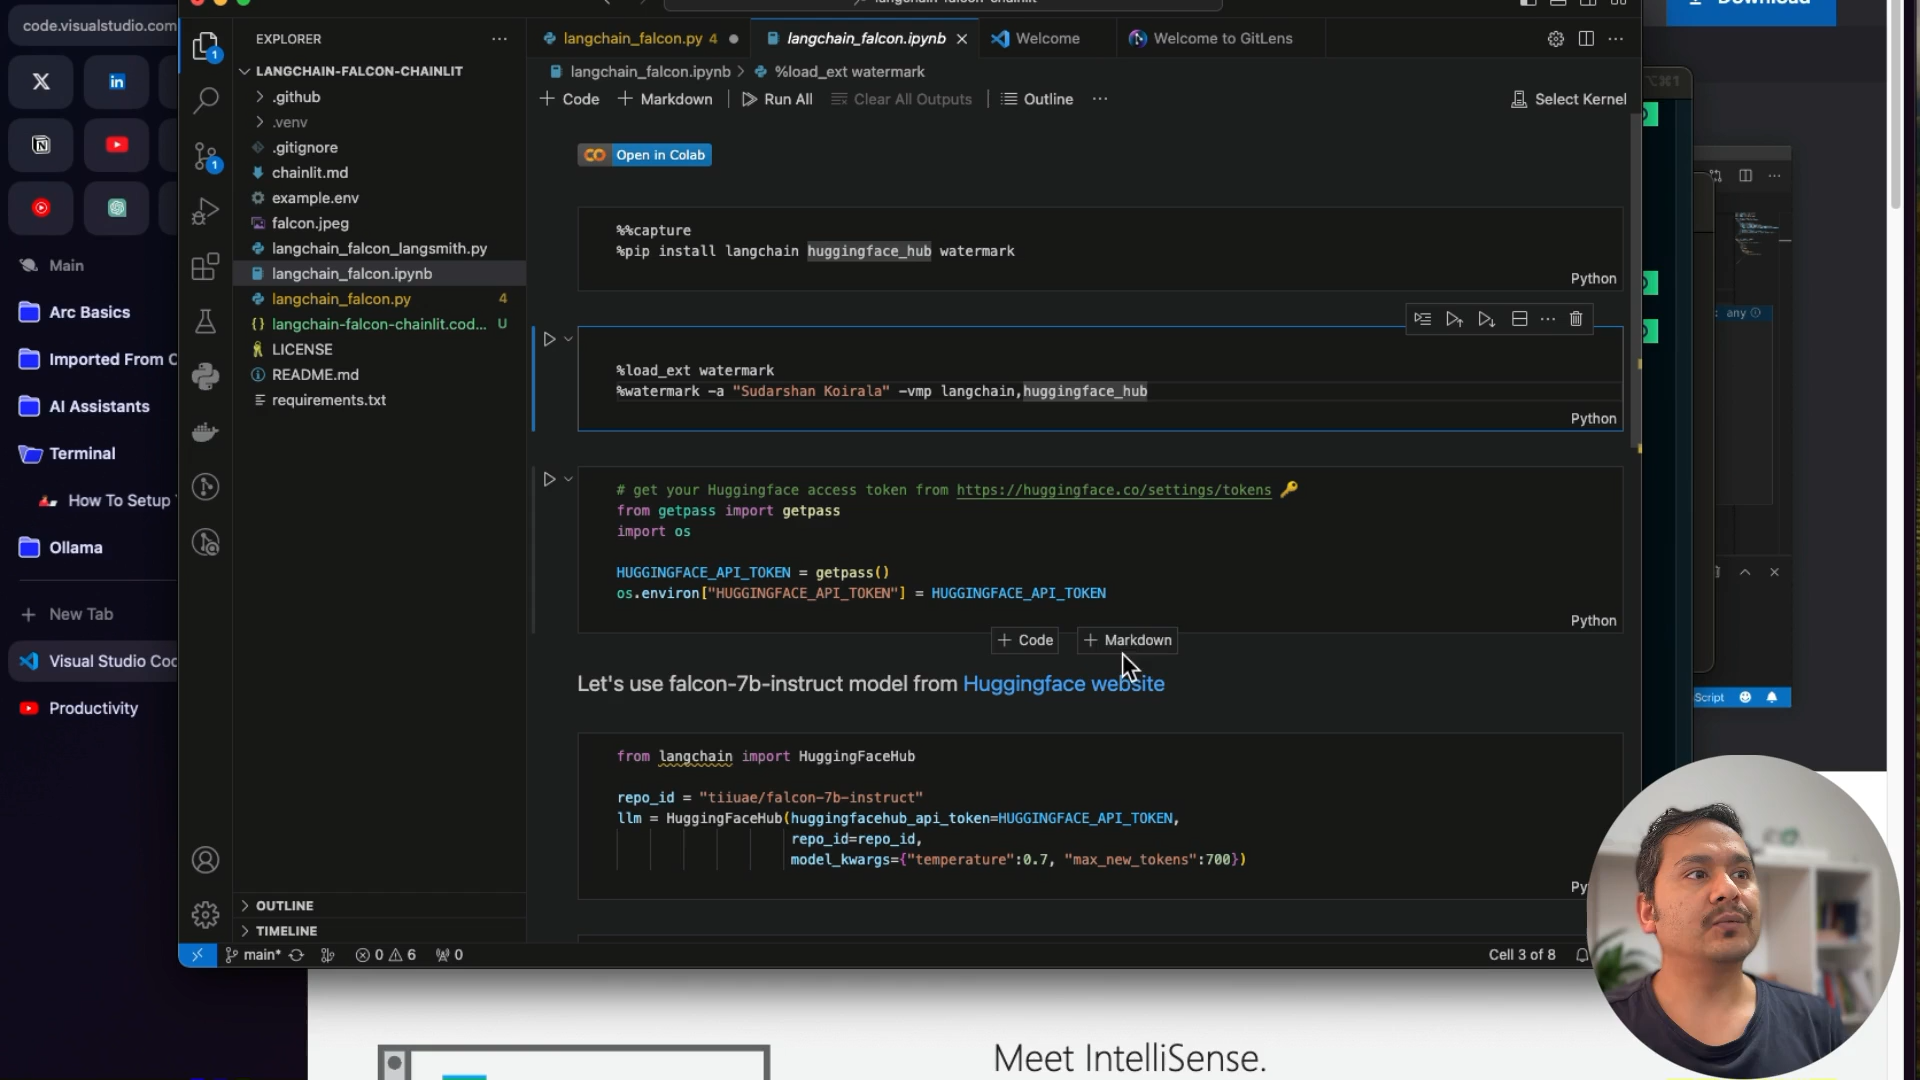 code.visualstudio.com
Main
Arc Basics
Imported From C
AI Assistants
Terminal
How To Setup
Ollama
New Tab
Visual Studio Coc
Productivity
EXPLORER
LANGCHAIN-FALCON-CHAINLIT
.github
.venv
.gitignore
chainlit.md
example.env
falcon.jpeg
langchain_falcon_langsmith.py
langchain_falcon.ipynb
langchain_falcon.py 4
langchain-falcon-chainlit.cod... U
LICENSE
README.md
requirements.txt
OUTLINE
TIMELINE
main* 0 6 0
langchain_falcon.py 4
langchain_falcon.ipynb
Welcome
Welcome to GitLens
langchain_falcon.ipynb > %load_ext watermark
+ Code + Markdown Run All Clear All Outputs Outline ... Select Kernel
Open in Colab
%%capture
%pip install langchain huggingface_hub watermark
Python
%load_ext watermark
%watermark -a "Sudarshan Koirala" -vmp langchain,huggingface_hub
Python
# get your Huggingface access token from https://huggingface.co/settings/tokens 🔑
from getpass import getpass
import os
HUGGINGFACE_API_TOKEN = getpass()
os.environ["HUGGINGFACE_API_TOKEN"] = HUGGINGFACE_API_TOKEN
Python
+ Code + Markdown
Let's use falcon-7b-instruct model from Huggingface website
from langchain import HuggingFaceHub
repo_id = "tiiuae/falcon-7b-instruct"
llm = HuggingFaceHub(huggingfacehub_api_token=HUGGINGFACE_API_TOKEN,
repo_id=repo_id,
model_kwargs={"temperature":0.7, "max_new_tokens":700})
Py
Cell 3 of 8
Download
⌥⌘1
: any
Script
Meet IntelliSense.